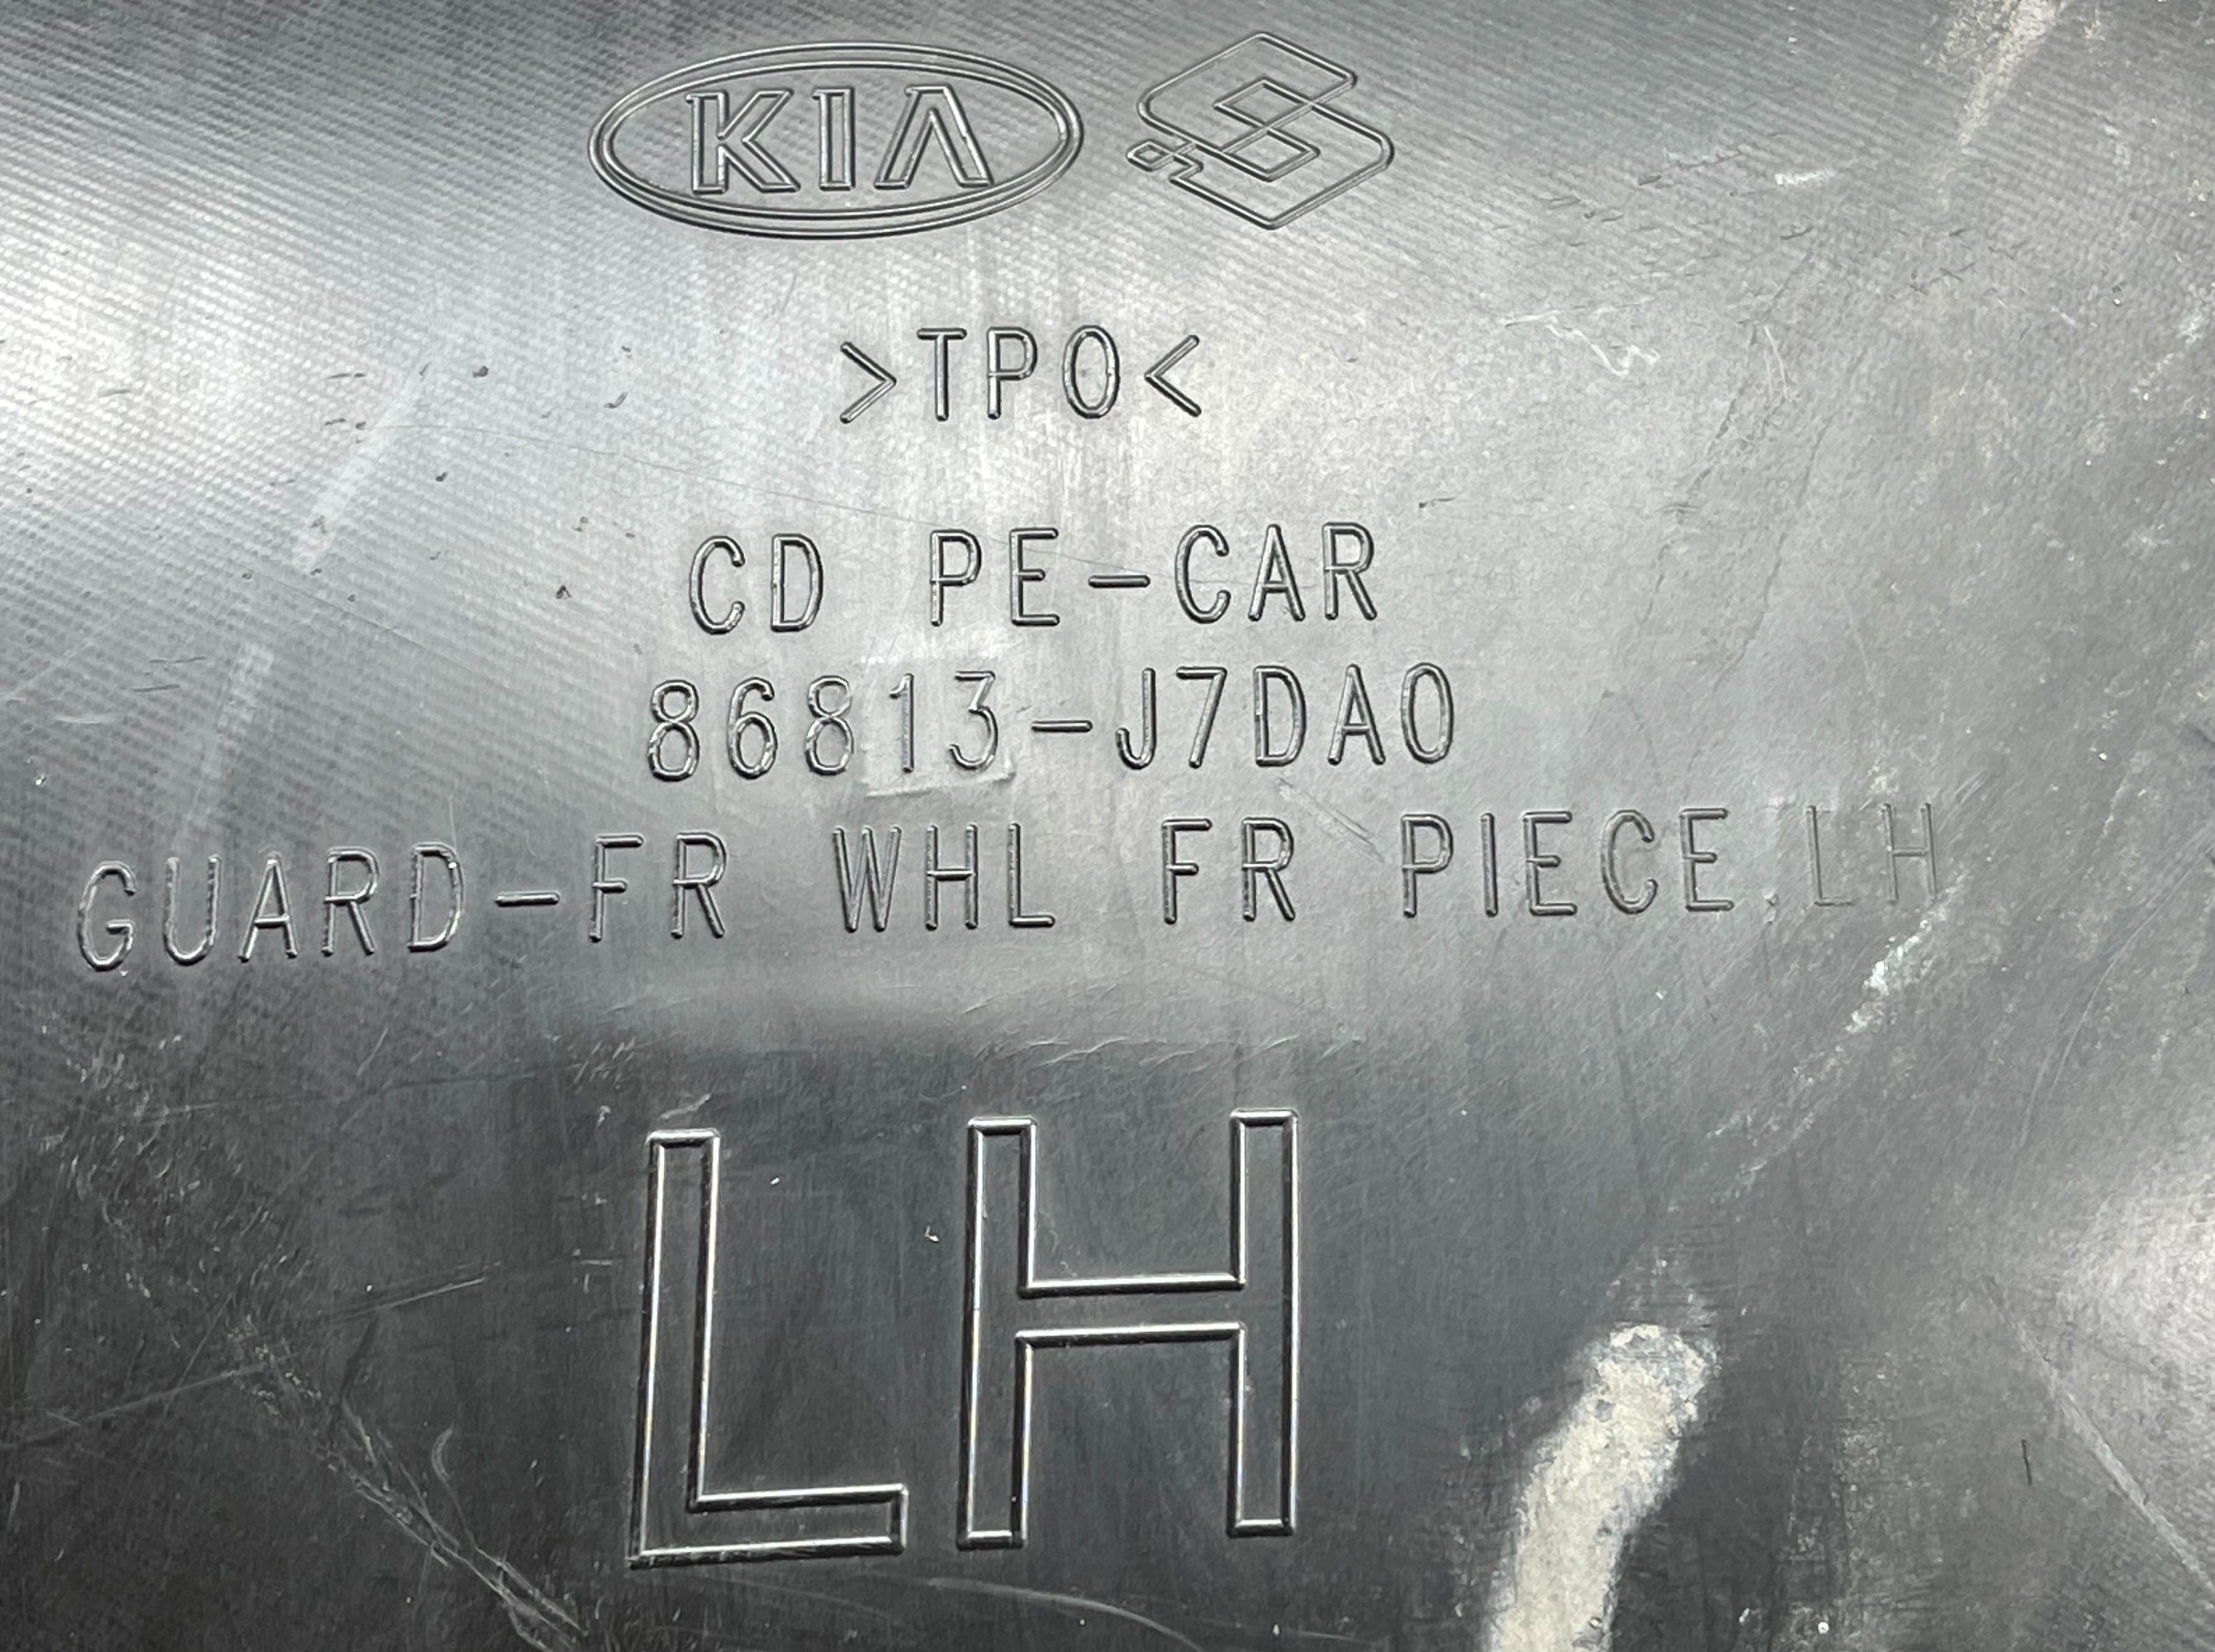 KIA
>TPO<
CD PE-CAR
86813-J7DA0
GUARD-FR WHL FR PIECE,LH
LH